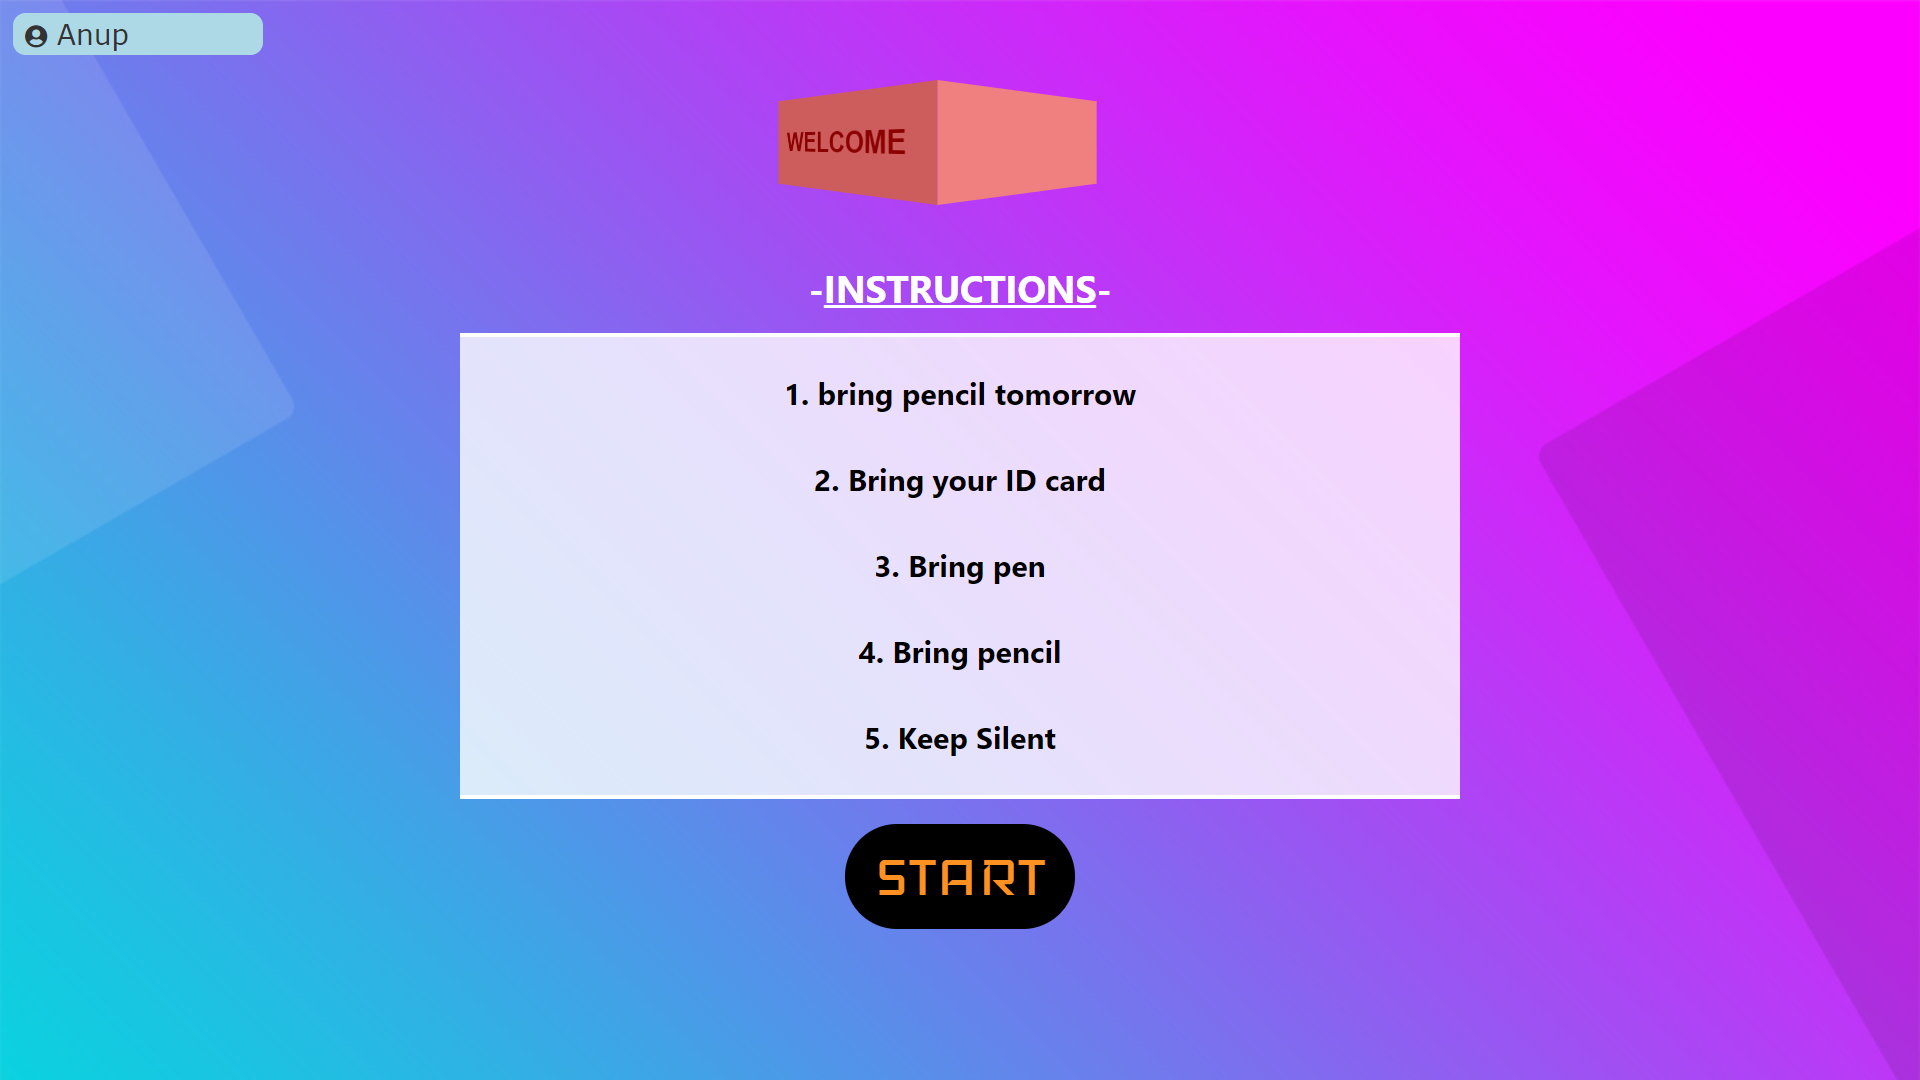 Anup
WELCOME
-INSTRUCTIONS-
1. bring pencil tomorrow
2. Bring your ID card
3. Bring pen
4. Bring pencil
5. Keep Silent
START